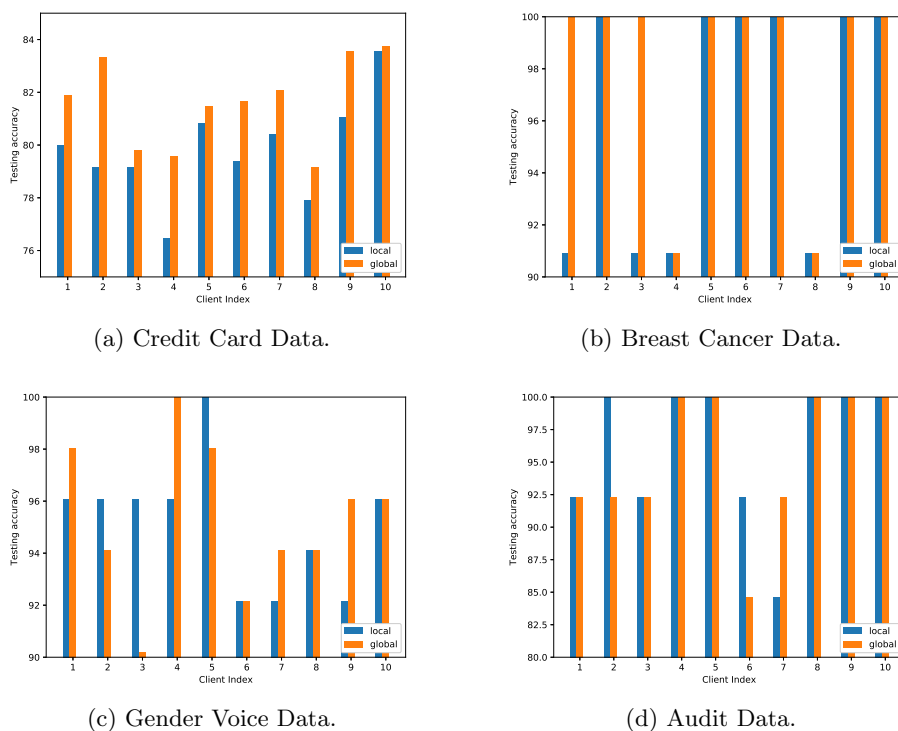 84
82
80
78
76
Testing accuracy
1 2 3 4 5 6 7 8 9 10
Client Index
local
global
(a) Credit Card Data.
100
98
96
94
92
90
Testing accuracy
1 2 3 4 5 6 7 8 9 10
Client Index
local
global
(b) Breast Cancer Data.
100
98
96
94
92
90
Testing accuracy
1 2 3 4 5 6 7 8 9 10
Client Index
local
global
(c) Gender Voice Data.
100.0
97.5
95.0
92.5
90.0
87.5
85.0
82.5
80.0
Testing accuracy
1 2 3 4 5 6 7 8 9 10
Client Index
local
global
(d) Audit Data.